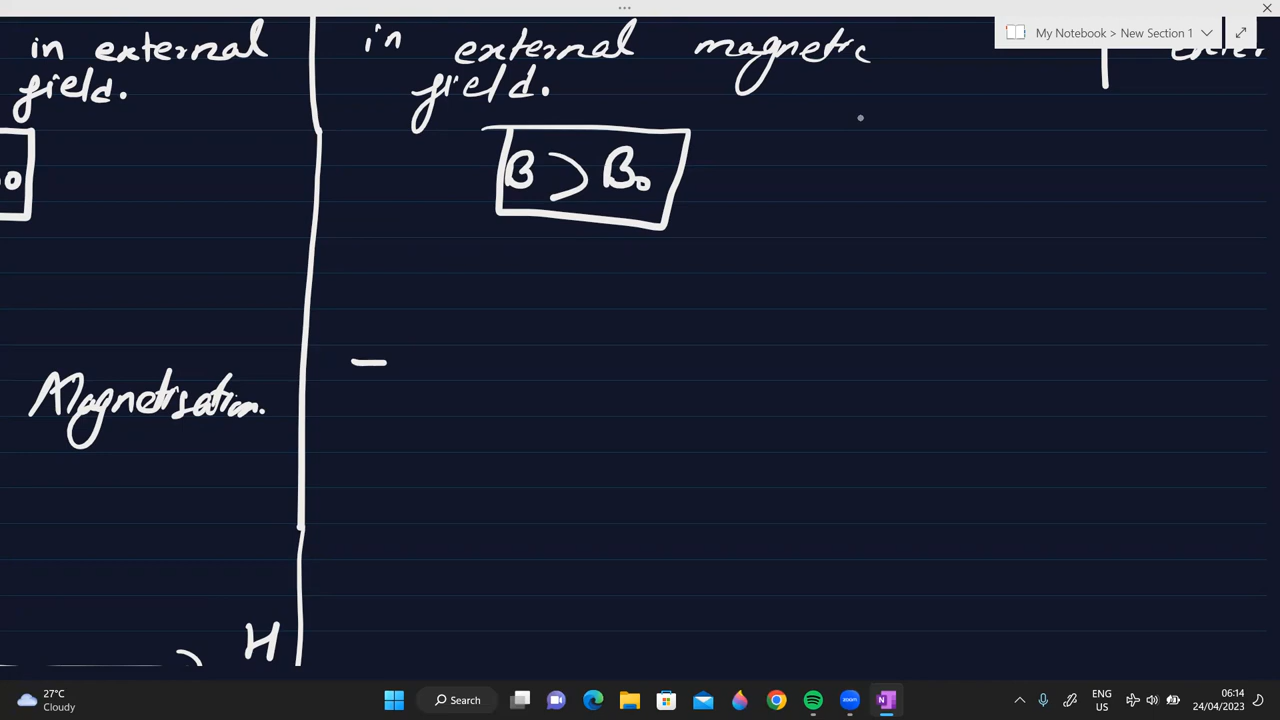 My Notebook > New Section 1
in external
field.
in external magnetic
field.
B > B₀
Magnetisation.
H
27°C
Cloudy
Search
zoom
ENG
US
06:14
24/04/2023